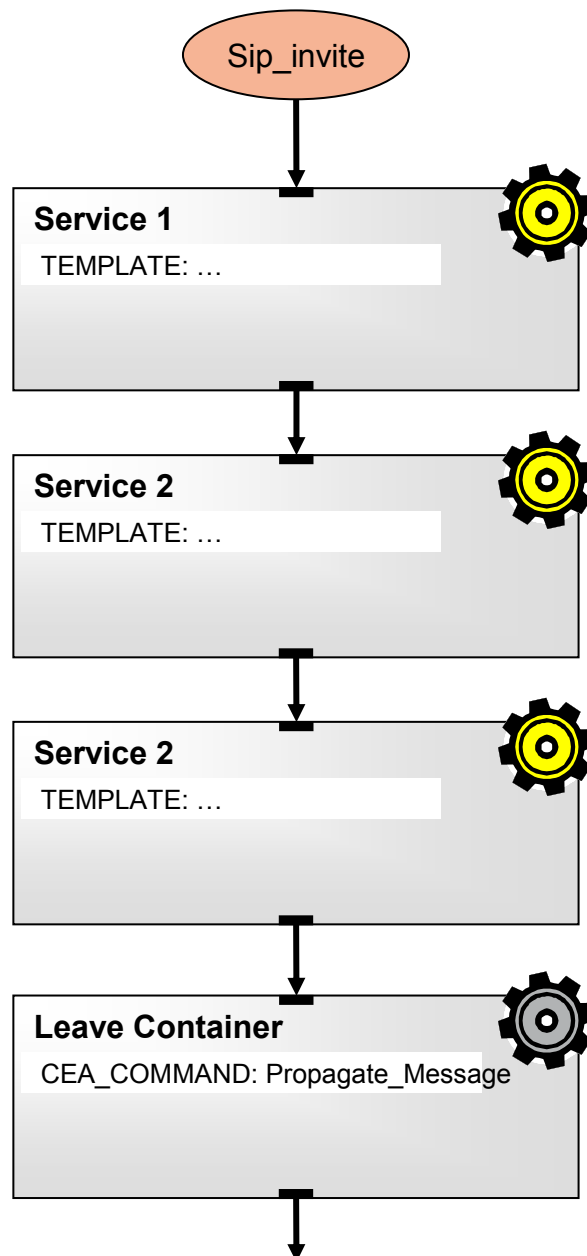 Sip_invite
Service 1
TEMPLATE: …
Service 2
TEMPLATE: …
Service 2
TEMPLATE: …
Leave Container
CEA_COMMAND: Propagate_Message